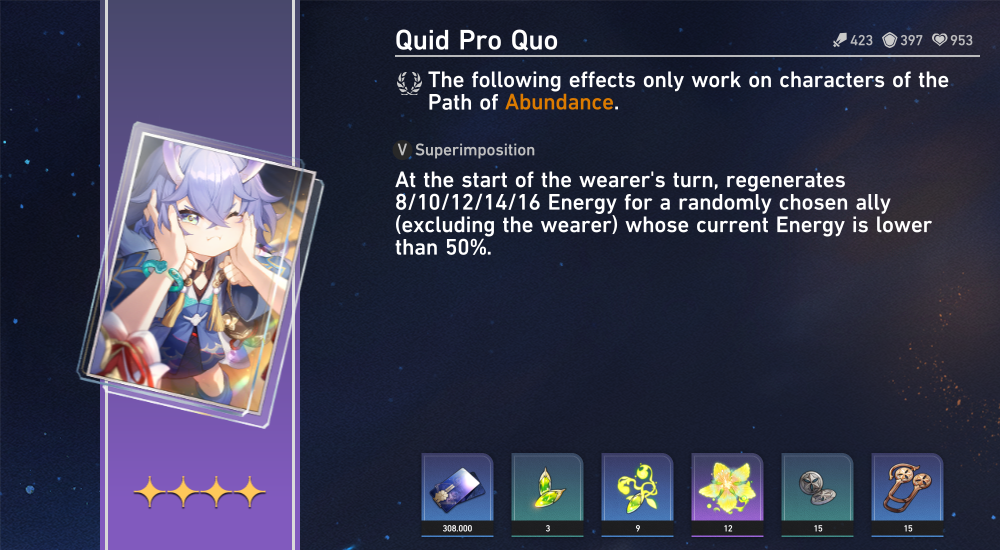 Quid Pro Quo
423 397 953
The following effects only work on characters of the
Path of Abundance.
V Superimposition
At the start of the wearer's turn, regenerates
8/10/12/14/16 Energy for a randomly chosen ally
(excluding the wearer) whose current Energy is lower
than 50%.
308.000 3 9 12 15 15